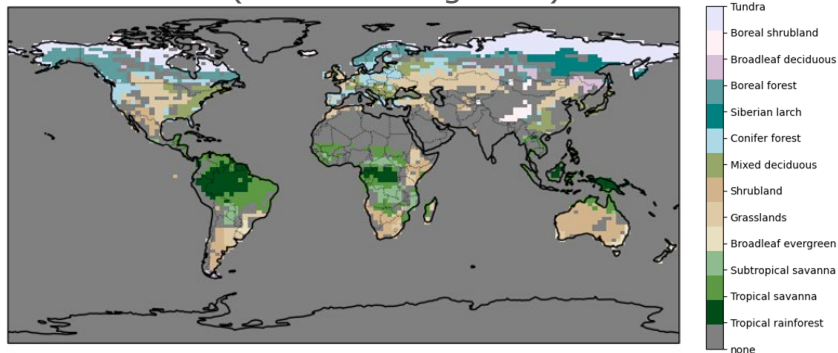 Tundra
Boreal shrubland
Broadleaf deciduous
Boreal forest
Siberian larch
Conifer forest
Mixed deciduous
Shrubland
Grasslands
Broadleaf evergreen
Subtropical savanna
Tropical savanna
Tropical rainforest
none